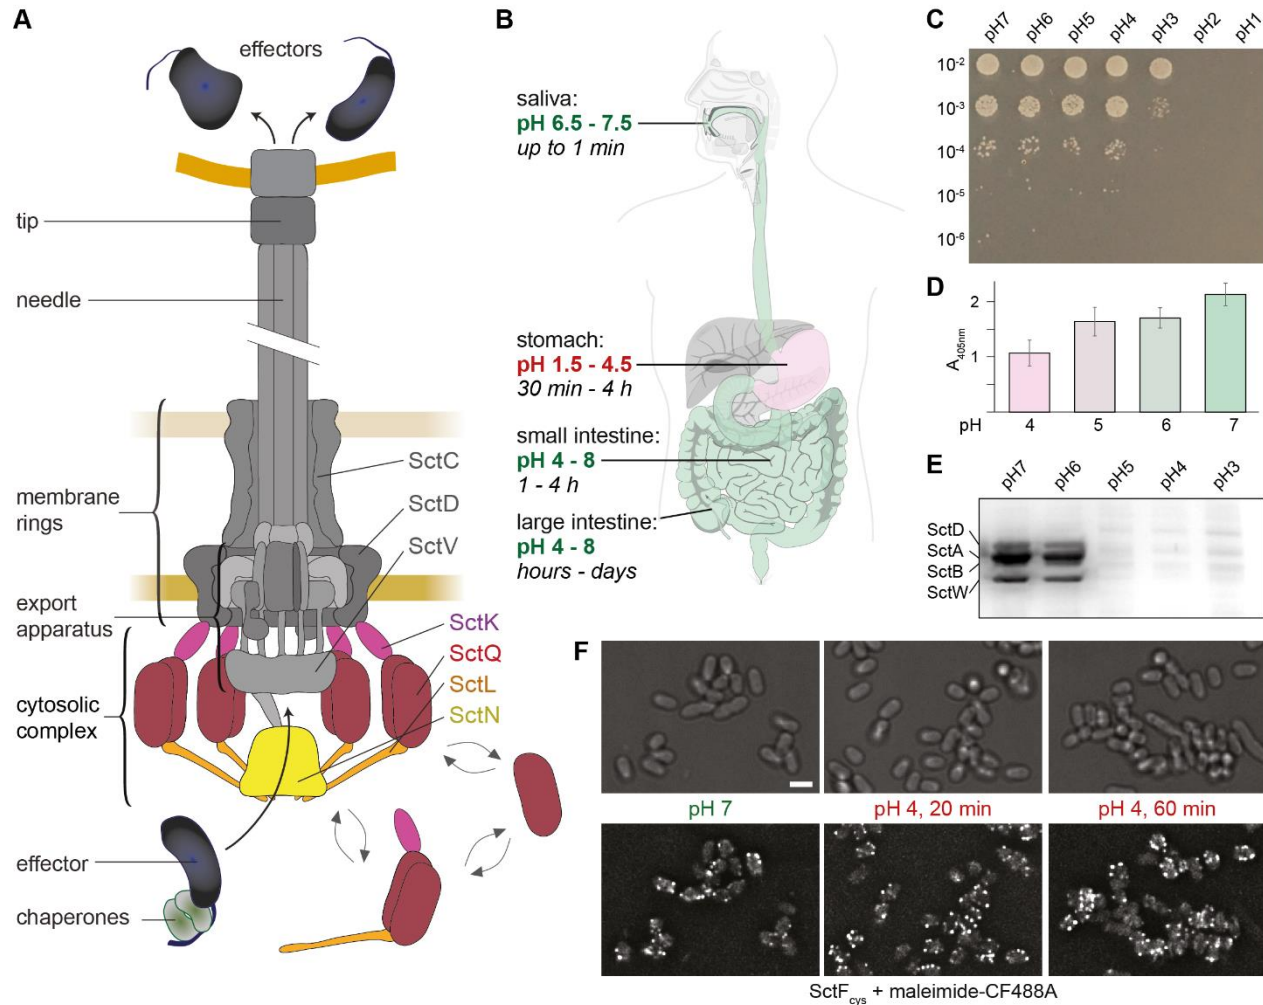 A
effectors
tip
needle
SctC
SctD
SctV
membrane
rings
export
apparatus
SctK
SctQ
SctL
SctN
cytosolic
complex
effector
chaperones
B
saliva:
pH 6.5 - 7.5
up to 1 min
stomach:
pH 1.5 - 4.5
30 min - 4 h
small intestine:
pH 4 - 8
1 - 4 h
large intestine:
pH 4 - 8
hours - days
C
pH7 pH6 pH5 pH4 pH3 pH2 pH1
10⁻²
10⁻³
10⁻⁴
10⁻⁵
10⁻⁶
D
2
1
A405nm
pH 4 5 6 7
E
pH7 pH6 pH5 pH4 pH3
SctD
SctA
SctB
SctW
F
pH 7 pH 4, 20 min pH 4, 60 min
SctFcys + maleimide-CF488A